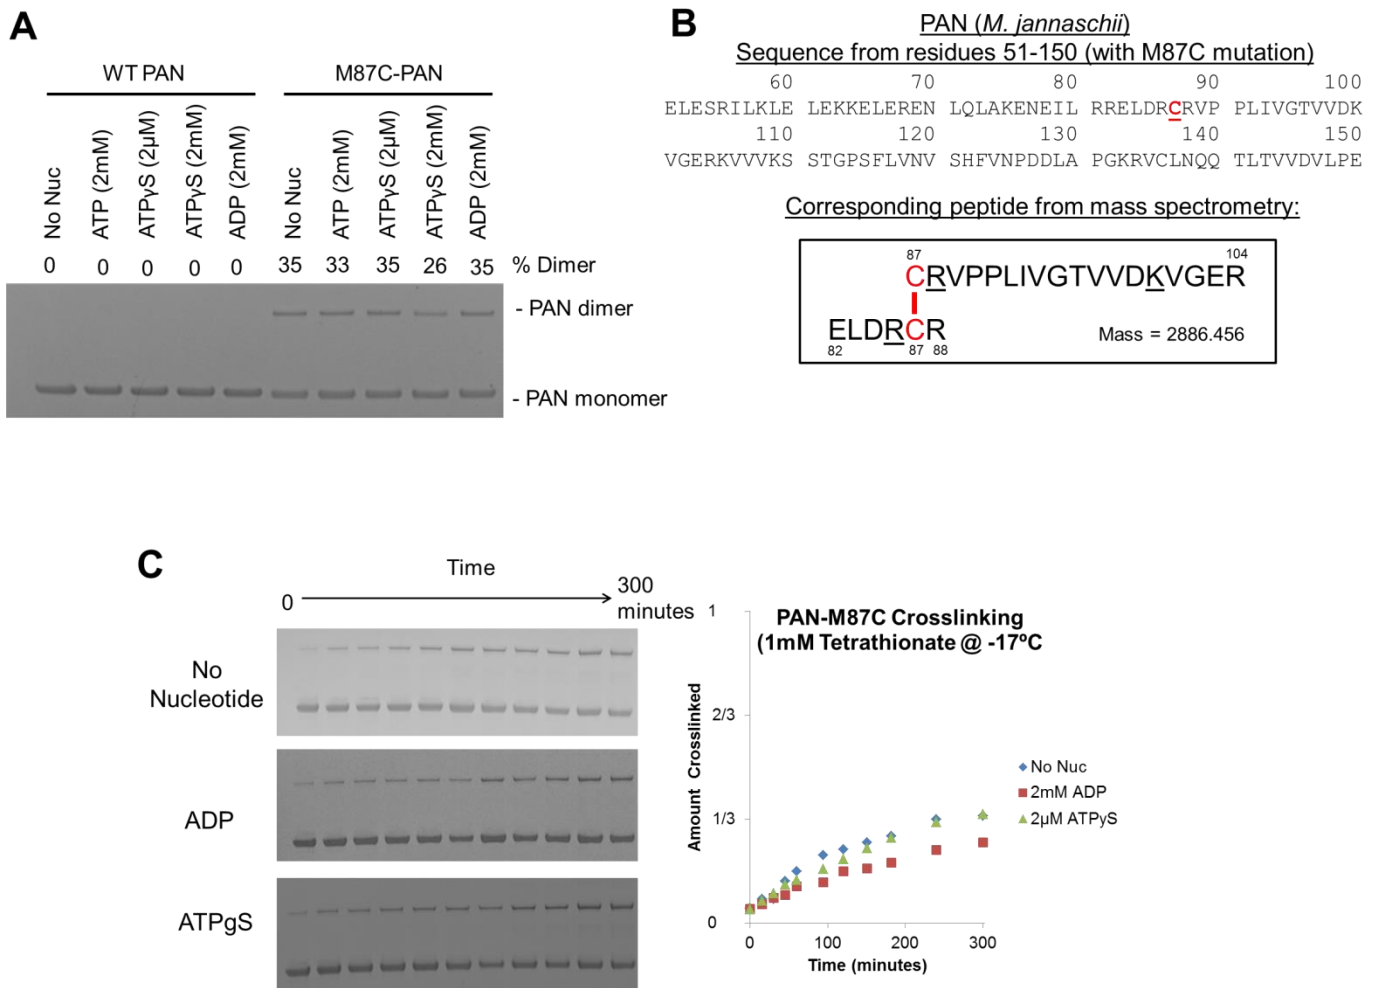 A
WT PAN
M87C-PAN
No Nuc
ATP (2mM)
ATPγS (2µM)
ATPγS (2mM)
ADP (2mM)
No Nuc
ATP (2mM)
ATPγS (2µM)
ATPγS (2mM)
ADP (2mM)
0 0 0 0 0 35 33 35 26 35 % Dimer
- PAN dimer
- PAN monomer
B
PAN (M. jannaschii)
Sequence from residues 51-150 (with M87C mutation)
60 70 80 90 100
ELESRILKLE LEKKELEREN LQLAKENEIL RRELDRCRVP PLIVGTVVDK
110 120 130 140 150
VGERKVVVKS STGPSFLVNV SHFVNPDDLA PGKRVCLNQQ TLTVVDVLPE
Corresponding peptide from mass spectrometry:
87 104
CRVPPLIVGTVVDKVGER
ELDRCR
82 87 88
Mass = 2886.456
C
Time
0
300
minutes
No
Nucleotide
ADP
ATPgS
PAN-M87C Crosslinking
(1mM Tetrathionate @ -17ºC
Amount Crosslinked
1
2/3
1/3
0
0 100 200 300
Time (minutes)
No Nuc
2mM ADP
2µM ATPyS